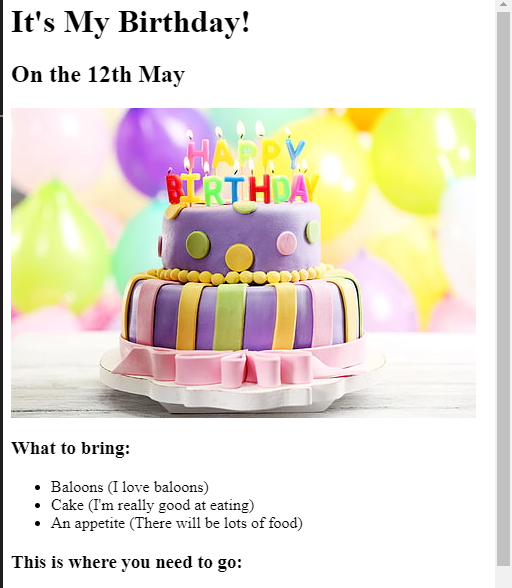 It's My Birthday!
On the 12th May
HAPPY
BIRTHDAY
What to bring:
Baloons (I love baloons)
Cake (I'm really good at eating)
An appetite (There will be lots of food)
This is where you need to go: